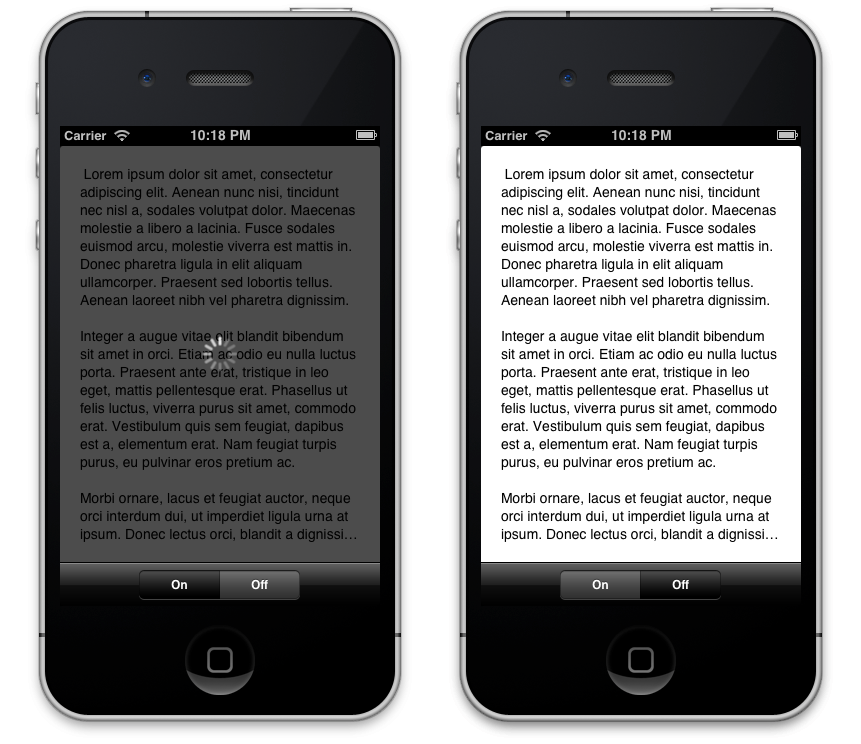 Carrier 10:18 PM
Lorem ipsum dolor sit amet, consectetur
adipiscing elit. Aenean nunc nisi, tincidunt
nec nisl a, sodales volutpat dolor. Maecenas
molestie a libero a lacinia. Fusce sodales
euismod arcu, molestie viverra est mattis in.
Donec pharetra ligula in elit aliquam
ullamcorper. Praesent sed lobortis tellus.
Aenean laoreet nibh vel pharetra dignissim.
Integer a augue vitae elit blandit bibendum
sit amet in orci. Etiam ac odio eu nulla luctus
porta. Praesent ante erat, tristique in leo
eget, mattis pellentesque erat. Phasellus ut
felis luctus, viverra purus sit amet, commodo
erat. Vestibulum quis sem feugiat, dapibus
est a, elementum erat. Nam feugiat turpis
purus, eu pulvinar eros pretium ac.
Morbi ornare, lacus et feugiat auctor, neque
orci interdum dui, ut imperdiet ligula urna at
ipsum. Donec lectus orci, blandit a dignissi...
On Off
Carrier 10:18 PM
Lorem ipsum dolor sit amet, consectetur
adipiscing elit. Aenean nunc nisi, tincidunt
nec nisl a, sodales volutpat dolor. Maecenas
molestie a libero a lacinia. Fusce sodales
euismod arcu, molestie viverra est mattis in.
Donec pharetra ligula in elit aliquam
ullamcorper. Praesent sed lobortis tellus.
Aenean laoreet nibh vel pharetra dignissim.
Integer a augue vitae elit blandit bibendum
sit amet in orci. Etiam ac odio eu nulla luctus
porta. Praesent ante erat, tristique in leo
eget, mattis pellentesque erat. Phasellus ut
felis luctus, viverra purus sit amet, commodo
erat. Vestibulum quis sem feugiat, dapibus
est a, elementum erat. Nam feugiat turpis
purus, eu pulvinar eros pretium ac.
Morbi ornare, lacus et feugiat auctor, neque
orci interdum dui, ut imperdiet ligula urna at
ipsum. Donec lectus orci, blandit a dignissi...
On Off